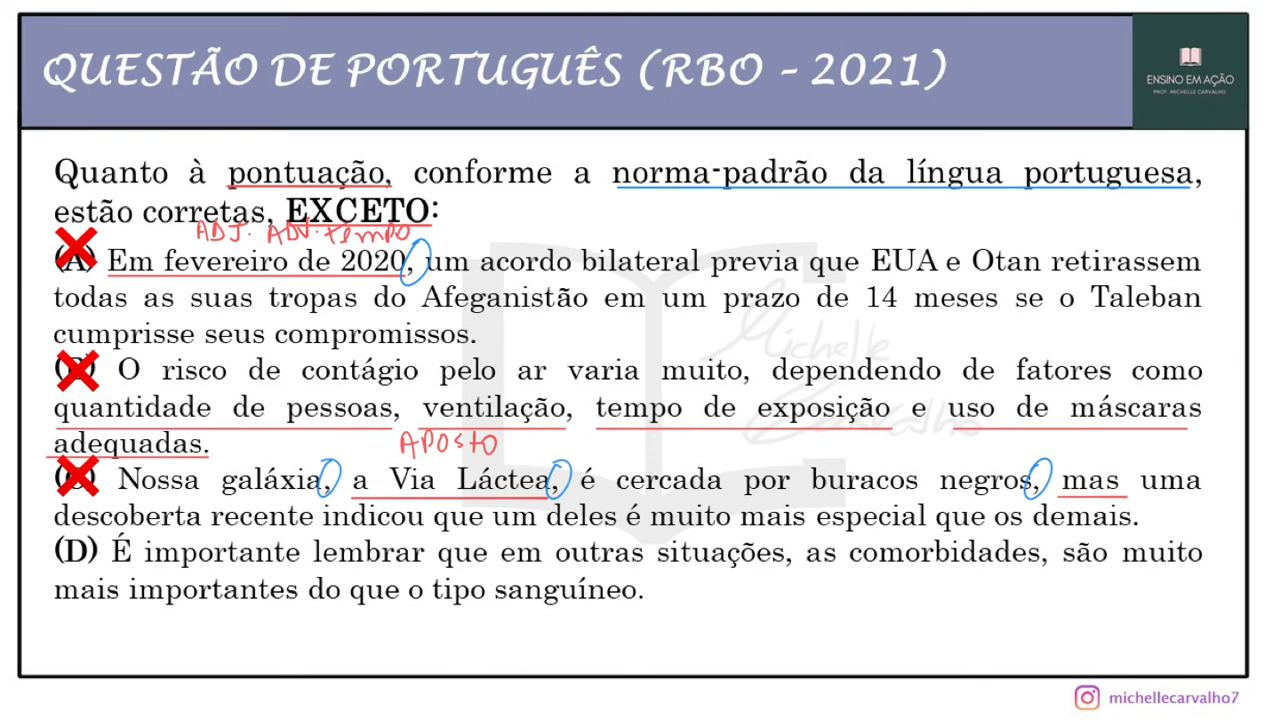 QUESTÃO DE PORTUGUÊS (RBO - 2021)
ENSINO EM AÇÃO
PROF. MICHELLE CARVALHO
Quanto à pontuação, conforme a norma-padrão da língua portuguesa,
estão corretas, EXCETO:
ADJ. ADV. tempo
(A) Em fevereiro de 2020, um acordo bilateral previa que EUA e Otan retirassem
todas as suas tropas do Afeganistão em um prazo de 14 meses se o Taleban
cumprisse seus compromissos.
(B) O risco de contágio pelo ar varia muito, dependendo de fatores como
quantidade de pessoas, ventilação, tempo de exposição e uso de máscaras
adequadas.
APOSTO
(C) Nossa galáxia, a Via Láctea, é cercada por buracos negros, mas uma
descoberta recente indicou que um deles é muito mais especial que os demais.
(D) É importante lembrar que em outras situações, as comorbidades, são muito
mais importantes do que o tipo sanguíneo.
Michelle
Carvalho
michellecarvalho7